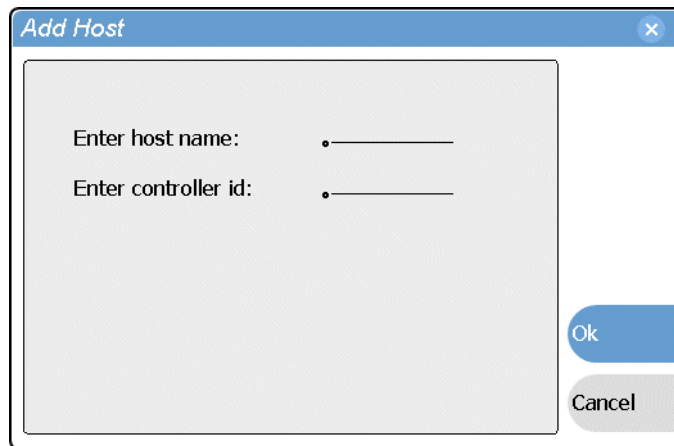 Add Host
Enter host name:
Enter controller id:
Ok
Cancel